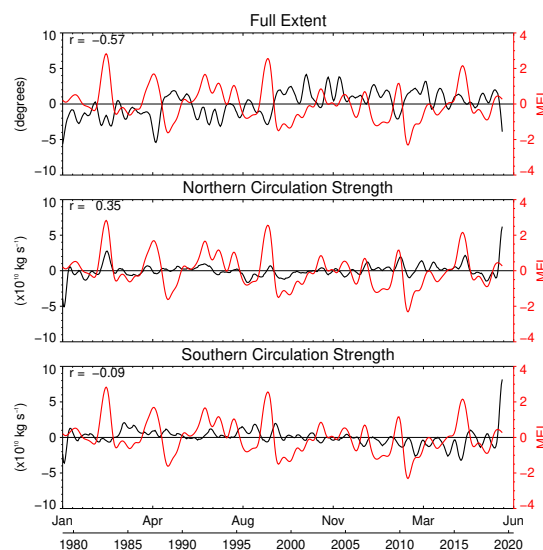 Full Extent
r = −0.57
10
5
0
−5
−10
(degrees)
4
2
0
−2
−4
MEI
Northern Circulation Strength
r = 0.35
10
5
0
−5
−10
(x10¹⁰ kg s⁻¹)
4
2
0
−2
−4
MEI
Southern Circulation Strength
r = −0.09
10
5
0
−5
−10
(x10¹⁰ kg s⁻¹)
4
2
0
−2
−4
MEI
Jan Apr Aug Nov Mar Jun
1980 1985 1990 1995 2000 2005 2010 2015 2020